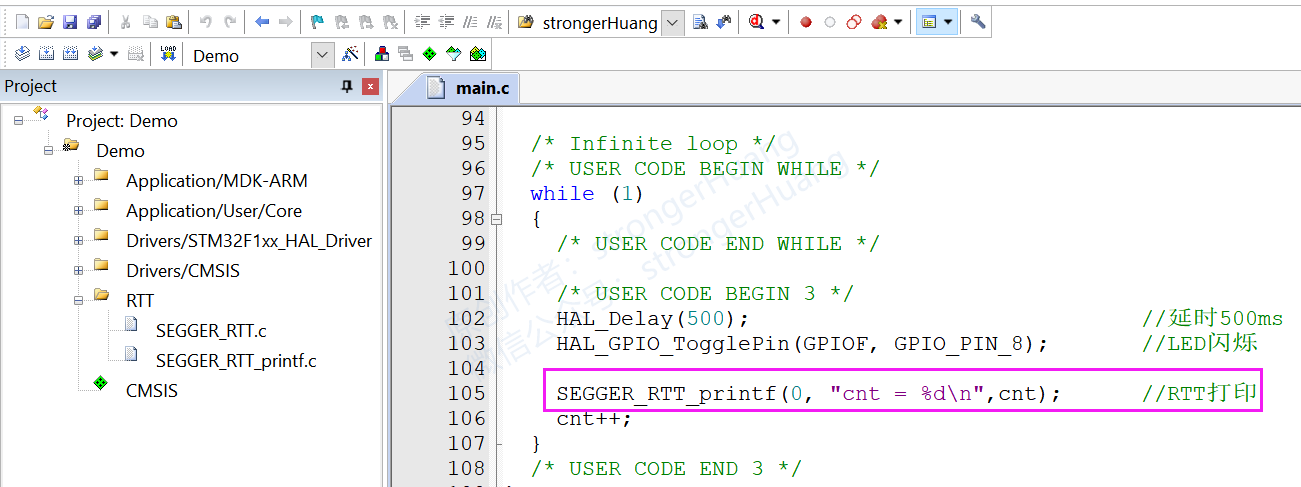 strongerHuang
LOAD
Demo
Project
main.c
Project: Demo
Demo
Application/MDK-ARM
Application/User/Core
Drivers/STM32F1xx_HAL_Driver
Drivers/CMSIS
RTT
SEGGER_RTT.c
SEGGER_RTT_printf.c
CMSIS
94
95 /* Infinite loop */
96 /* USER CODE BEGIN WHILE */
97 while (1)
98 {
99 /* USER CODE END WHILE */
100
101 /* USER CODE BEGIN 3 */
102 HAL_Delay(500); //延时500ms
103 HAL_GPIO_TogglePin(GPIOF, GPIO_PIN_8); //LED闪烁
104
105 SEGGER_RTT_printf(0, "cnt = %d\n",cnt); //RTT打印
106 cnt++;
107 }
108 /* USER CODE END 3 */
原创作者：strongerHuang
微信公众号：strongerHuang